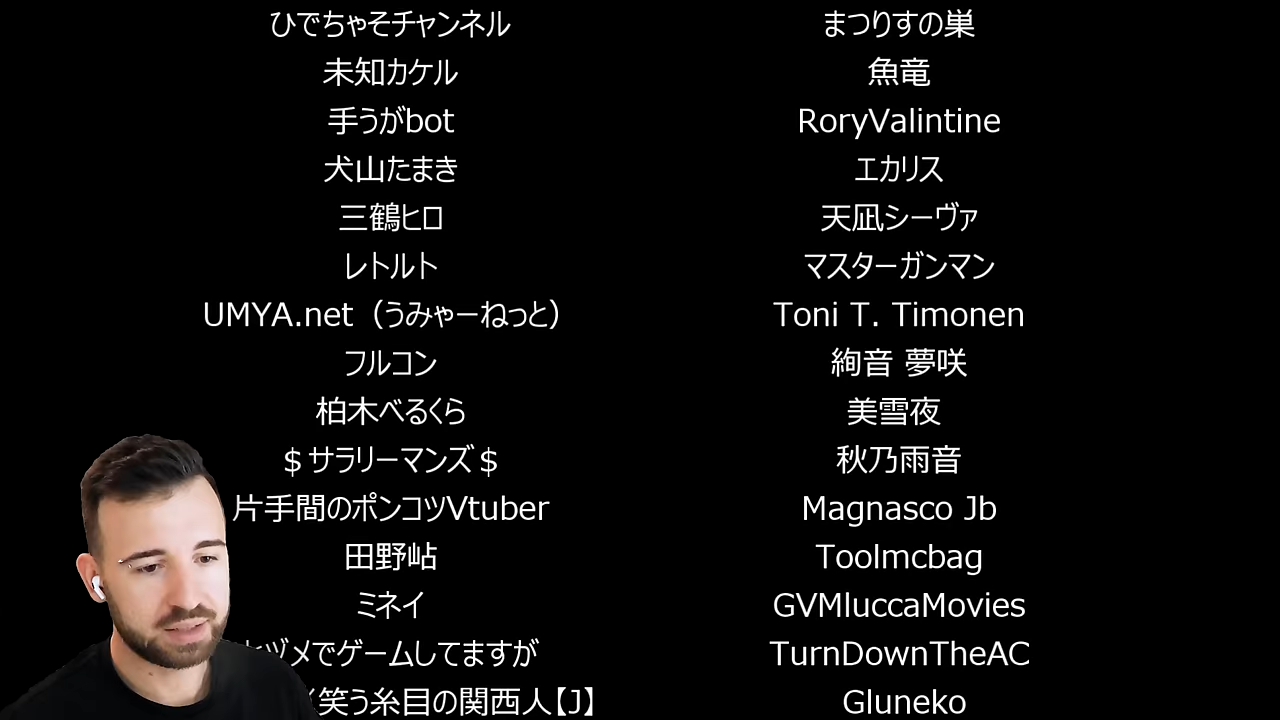 ひでちゃそチャンネル
まつりすの巣
未知カケル
魚竜
手うがbot
RoryValintine
犬山たまき
エカリス
三鶴ヒロ
天凪シーヴァ
レトルト
マスターガンマン
UMYA.net（うみゃーねっと）
Toni T. Timonen
フルコン
絢音 夢咲
柏木べるくら
美雪夜
＄サラリーマンズ＄
秋乃雨音
片手間のポンコツVtuber
Magnasco Jb
田野岾
Toolmcbag
ミネイ
GVMluccaMovies
ヅメでゲームしてますが
TurnDownTheAC
笑う糸目の関西人【J】
Gluneko